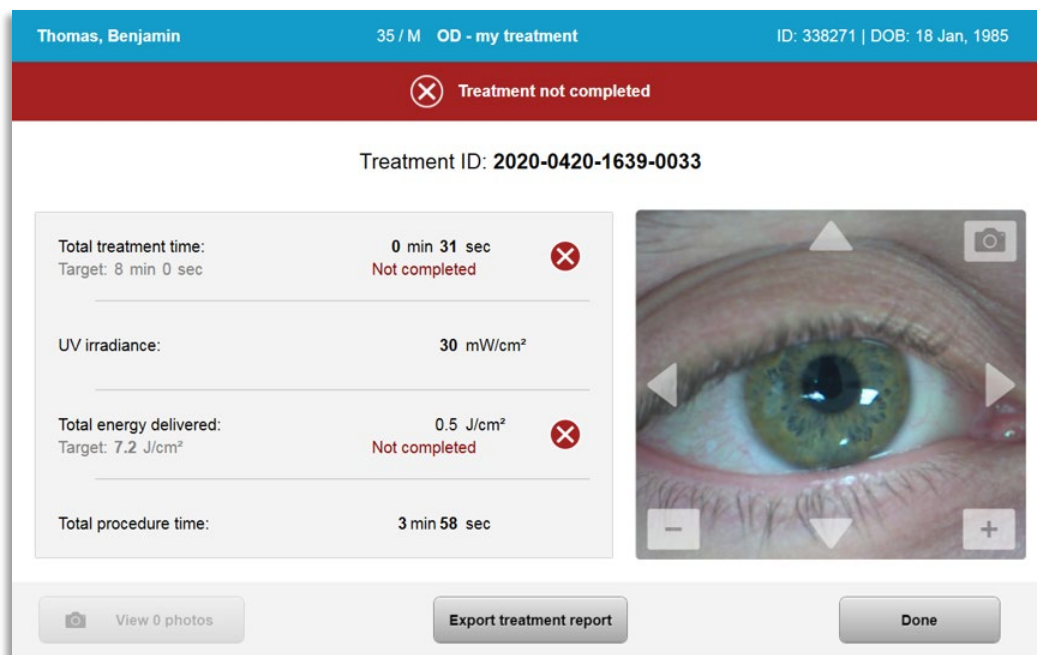 Thomas, Benjamin 35 / M OD - my treatment ID: 338271 | DOB: 18 Jan, 1985
Treatment not completed
Treatment ID: 2020-0420-1639-0033
Total treatment time: 0 min 31 sec
Target: 8 min 0 sec Not completed
UV irradiance: 30 mW/cm²
Total energy delivered: 0.5 J/cm²
Target: 7.2 J/cm² Not completed
Total procedure time: 3 min 58 sec
View 0 photos Export treatment report Done